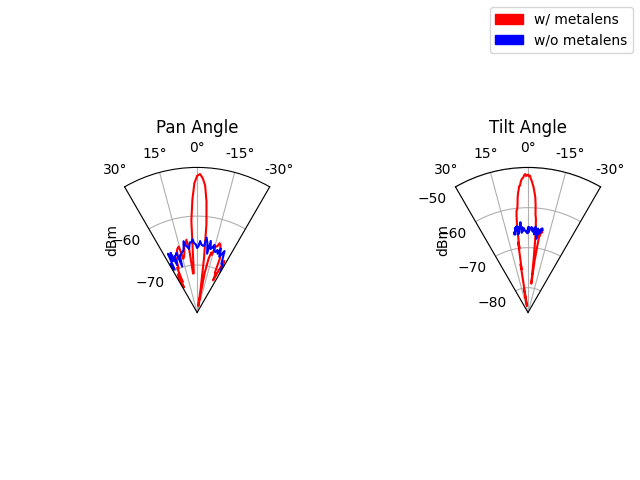 w/ metalens
w/o metalens
Pan Angle
Tilt Angle
0°
15°
-15°
30°
-30°
−60
−70
dBm
0°
15°
-15°
30°
-30°
−50
−60
−70
−80
dBm